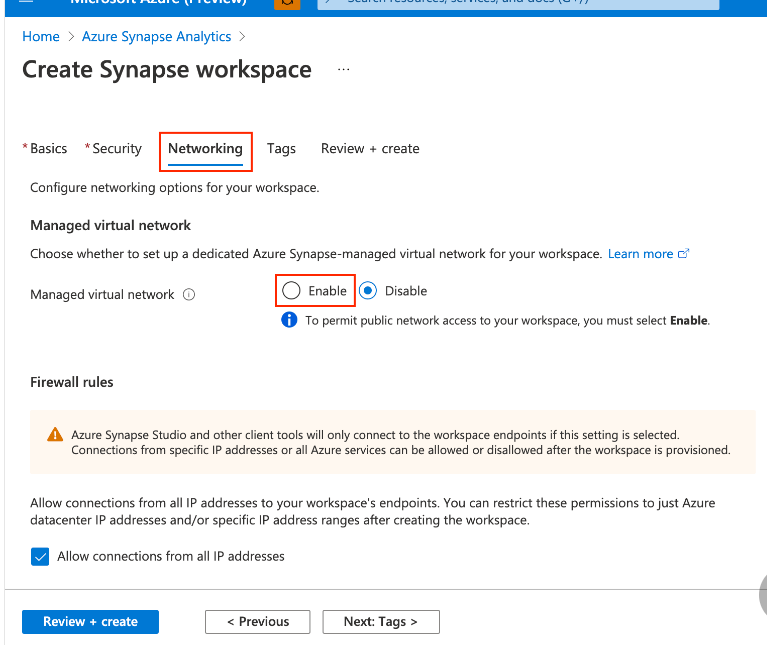 Microsoft Azure (Preview)
Search resources, services, and docs (G+/)
Home > Azure Synapse Analytics >
Create Synapse workspace ...
* Basics * Security Networking Tags Review + create
Configure networking options for your workspace.
Managed virtual network
Choose whether to set up a dedicated Azure Synapse-managed virtual network for your workspace. Learn more
Managed virtual network Enable Disable
To permit public network access to your workspace, you must select Enable.
Firewall rules
Azure Synapse Studio and other client tools will only connect to the workspace endpoints if this setting is selected.
Connections from specific IP addresses or all Azure services can be allowed or disallowed after the workspace is provisioned.
Allow connections from all IP addresses to your workspace's endpoints. You can restrict these permissions to just Azure
datacenter IP addresses and/or specific IP address ranges after creating the workspace.
Allow connections from all IP addresses
Review + create < Previous Next: Tags >